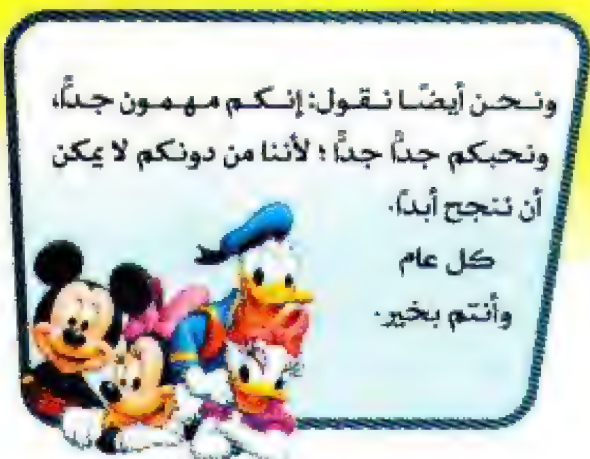 ونحن أيضًا نقول: إنكم مهمون جدًّا،
ونحبكم جدًّا جدًّا؛ لأننا من دونكم لا يمكن
أن ننجح أبدًا.
كل عام
وأنتم بخير.